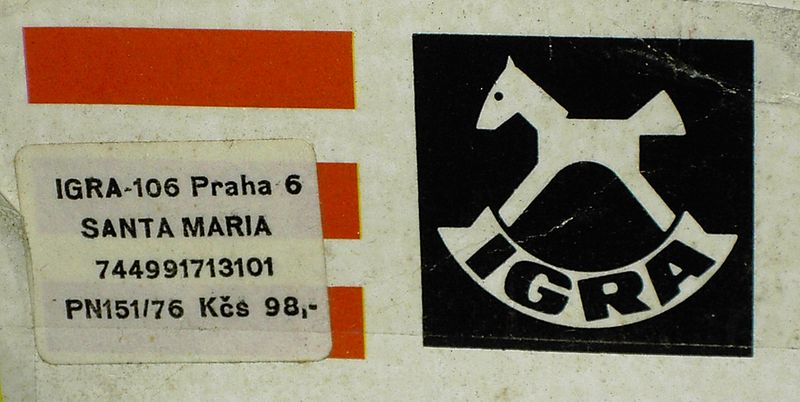 IGRA-106 Praha 6
SANTA MARIA
744991713101
PN151/76 Kčs 98,-
IGRA